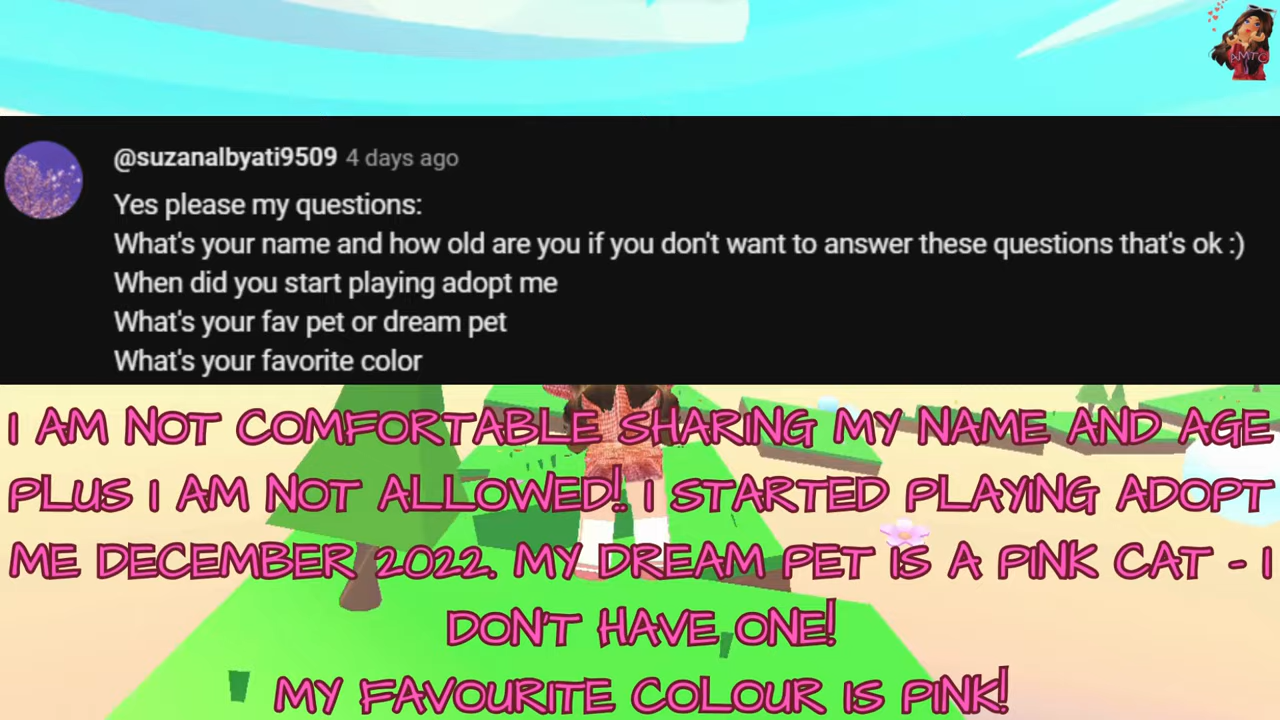 AMTC
@suzanalbyati9509 4 days ago
Yes please my questions:
What's your name and how old are you if you don't want to answer these questions that's ok :)
When did you start playing adopt me
What's your fav pet or dream pet
What's your favorite color
I AM NOT COMFORTABLE SHARING MY NAME AND AGE
PLUS I AM NOT ALLOWED! I STARTED PLAYING ADOPT
ME DECEMBER 2022. MY DREAM PET IS A PINK CAT - I
DON'T HAVE ONE!
MY FAVOURITE COLOUR IS PINK!